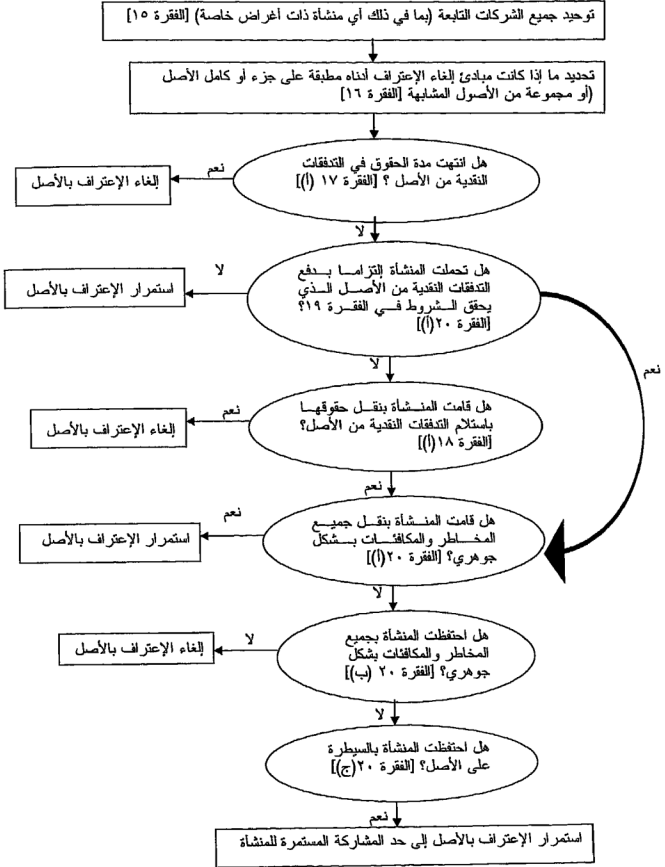 توحيد جميع الشركات التابعة (بما في ذلك أي منشأة ذات أغراض خاصة) [الفقرة ١٥]
تحديد ما إذا كانت مبادئ إلغاء الإعتراف أدناه مطبقة على جزء أو كامل الأصل
(أو مجموعة من الأصول المشابهة [الفقرة ١٦]
هل انتهت مدة الحقوق في التدفقات
النقدية من الأصل ؟ [الفقرة ١٧ (أ)]
نعم
إلغاء الإعتراف بالأصل
لا
هل تحملت المنشأة إلتزاما بدفع
التدفقات النقدية من الأصل الذي
يحقق الشروط في الفقرة ١٩؟
[الفقرة ٢٠(أ)]
لا
استمرار الإعتراف بالأصل
نعم
لا
هل قامت المنشأة بنقل حقوقها
باستلام التدفقات النقدية من الأصل؟
[الفقرة ١٨(أ)]
نعم
إلغاء الإعتراف بالأصل
نعم
هل قامت المنشأة بنقل جميع
المخاطر والمكافئات بشكل
جوهري؟ [الفقرة ٢٠(أ)]
نعم
استمرار الإعتراف بالأصل
لا
هل احتفظت المنشأة بجميع
المخاطر والمكافئات بشكل
جوهري؟ [الفقرة ٢٠ (ب)]
لا
إلغاء الإعتراف بالأصل
لا
هل احتفظت المنشأة بالسيطرة
على الأصل؟ [الفقرة ٢٠(ج)]
نعم
استمرار الإعتراف بالأصل إلى حد المشاركة المستمرة للمنشأة